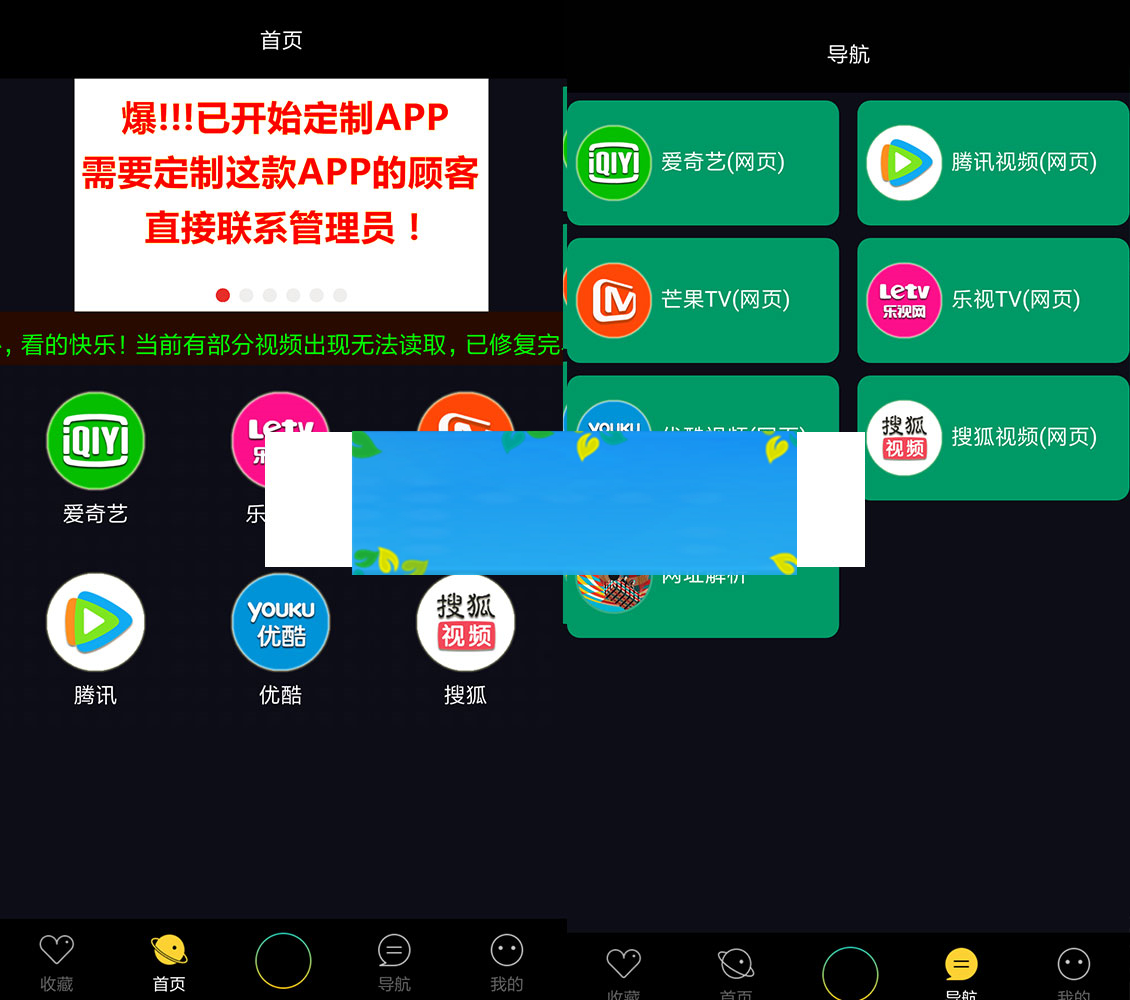 首页
爆!!!已开始定制APP
需要定制这款APP的顾客
直接联系管理员！
，看的快乐！当前有部分视频出现无法读取，已修复完
iQIYI
爱奇艺
Letv
乐
腾讯
YOUKU
优酷
优酷
搜狐
视频
搜狐
收藏
首页
导航
我的
导航
iQIYI
爱奇艺(网页)
腾讯视频(网页)
芒果TV(网页)
Letv
乐视网
乐视TV(网页)
YOUKU
优酷视频(网页)
搜狐
视频
搜狐视频(网页)
网址解析
收藏
首页
导航
我的